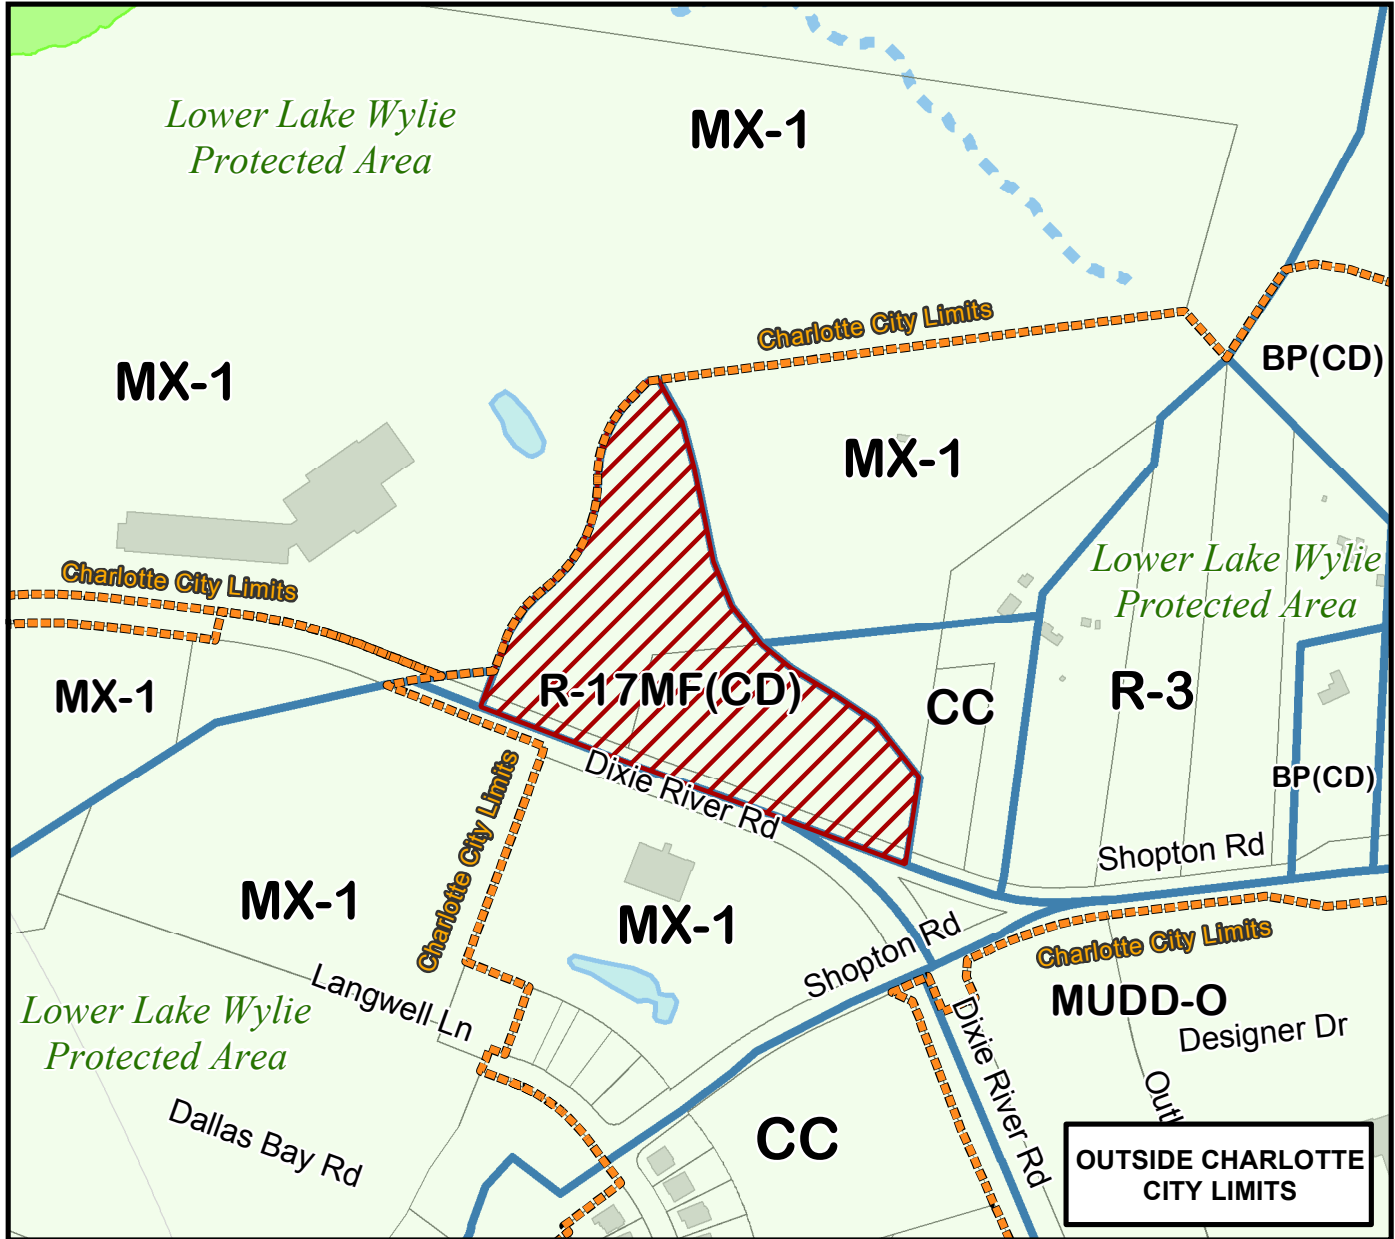 Lower Lake Wylie
Protected Area
MX-1
Charlotte City Limits
BP(CD)
MX-1
MX-1
Lower Lake Wylie
Protected Area
Charlotte City Limits
MX-1
R-17MF(CD)
CC
R-3
BP(CD)
Dixie River Rd
Shopton Rd
Charlotte City Limits
MX-1
MX-1
Shopton Rd
Charlotte City Limits
Langwell Ln
Lower Lake Wylie
Protected Area
MUDD-O
Designer Dr
Dixie River Rd
Outl
Dallas Bay Rd
CC
OUTSIDE CHARLOTTE
CITY LIMITS